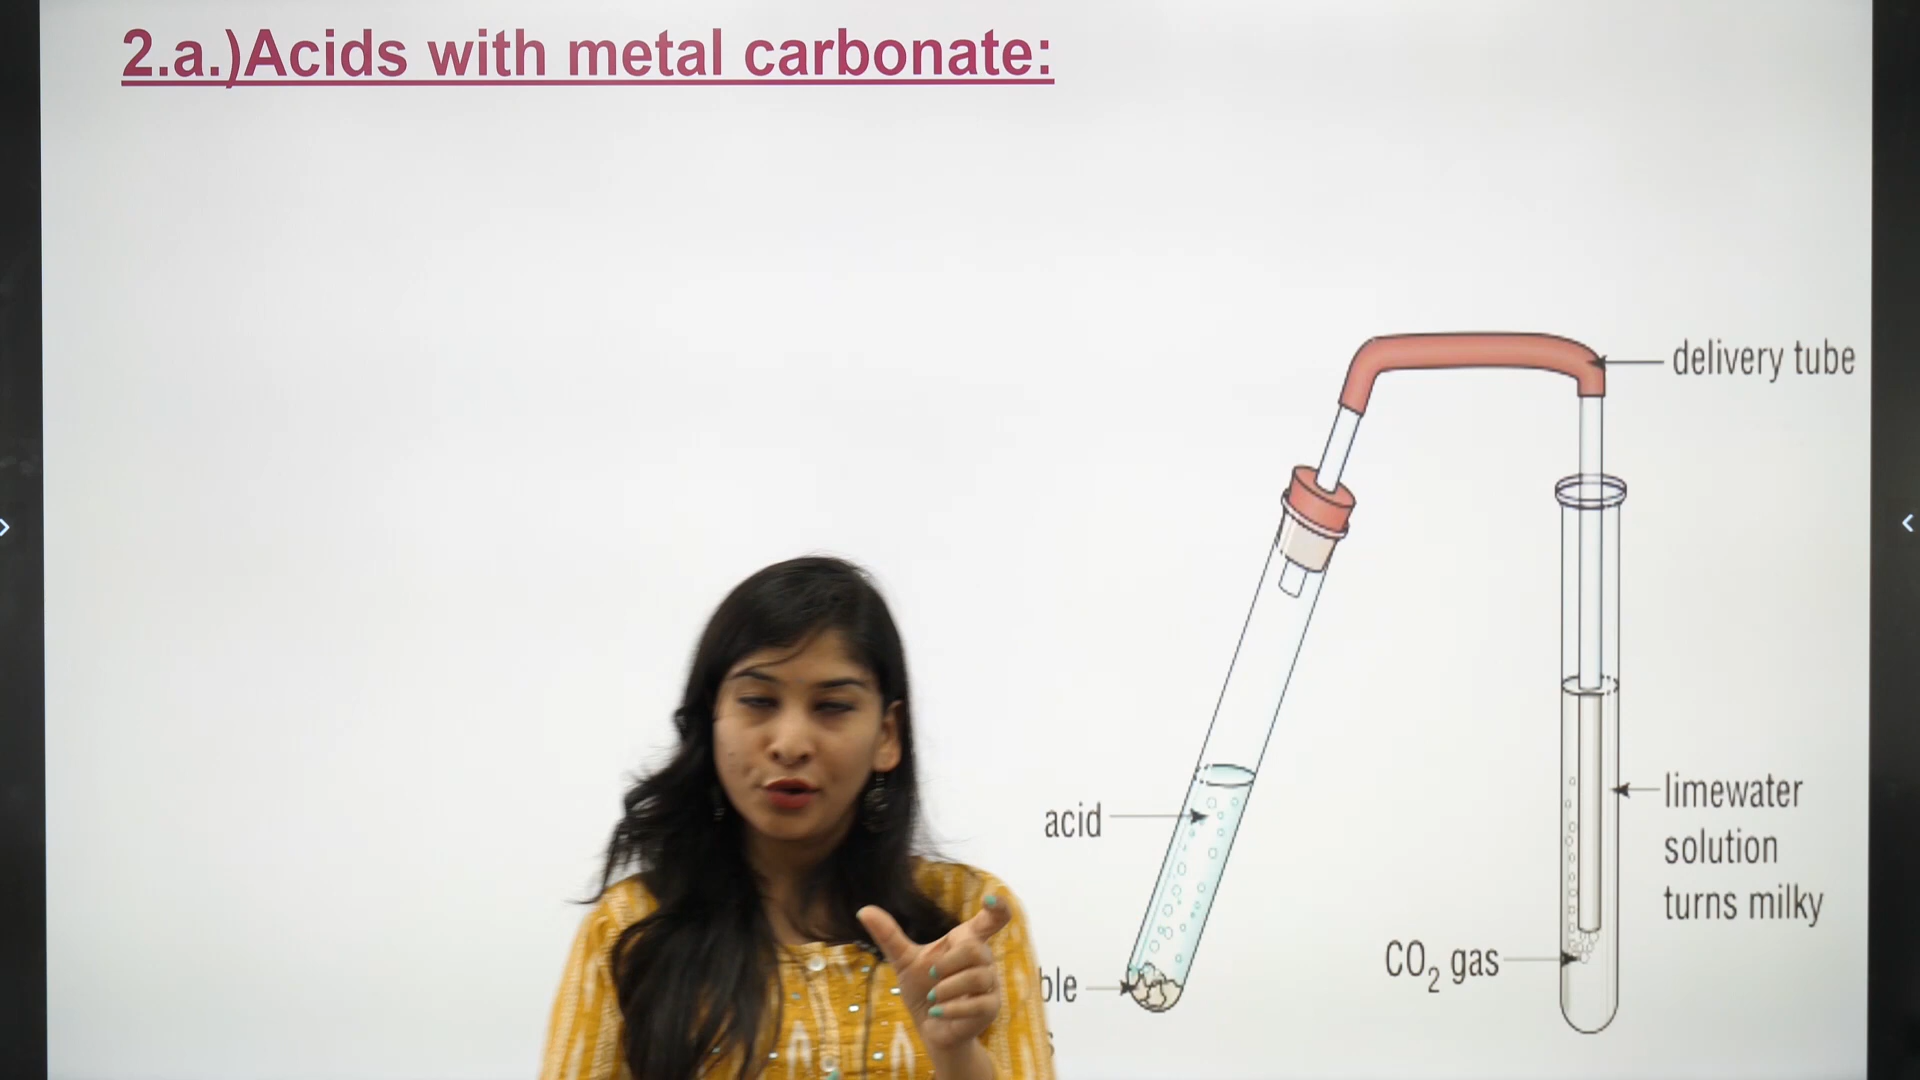 2.a.)Acids with metal carbonate:
delivery tube
acid
limewater
solution
turns milky
CO₂ gas